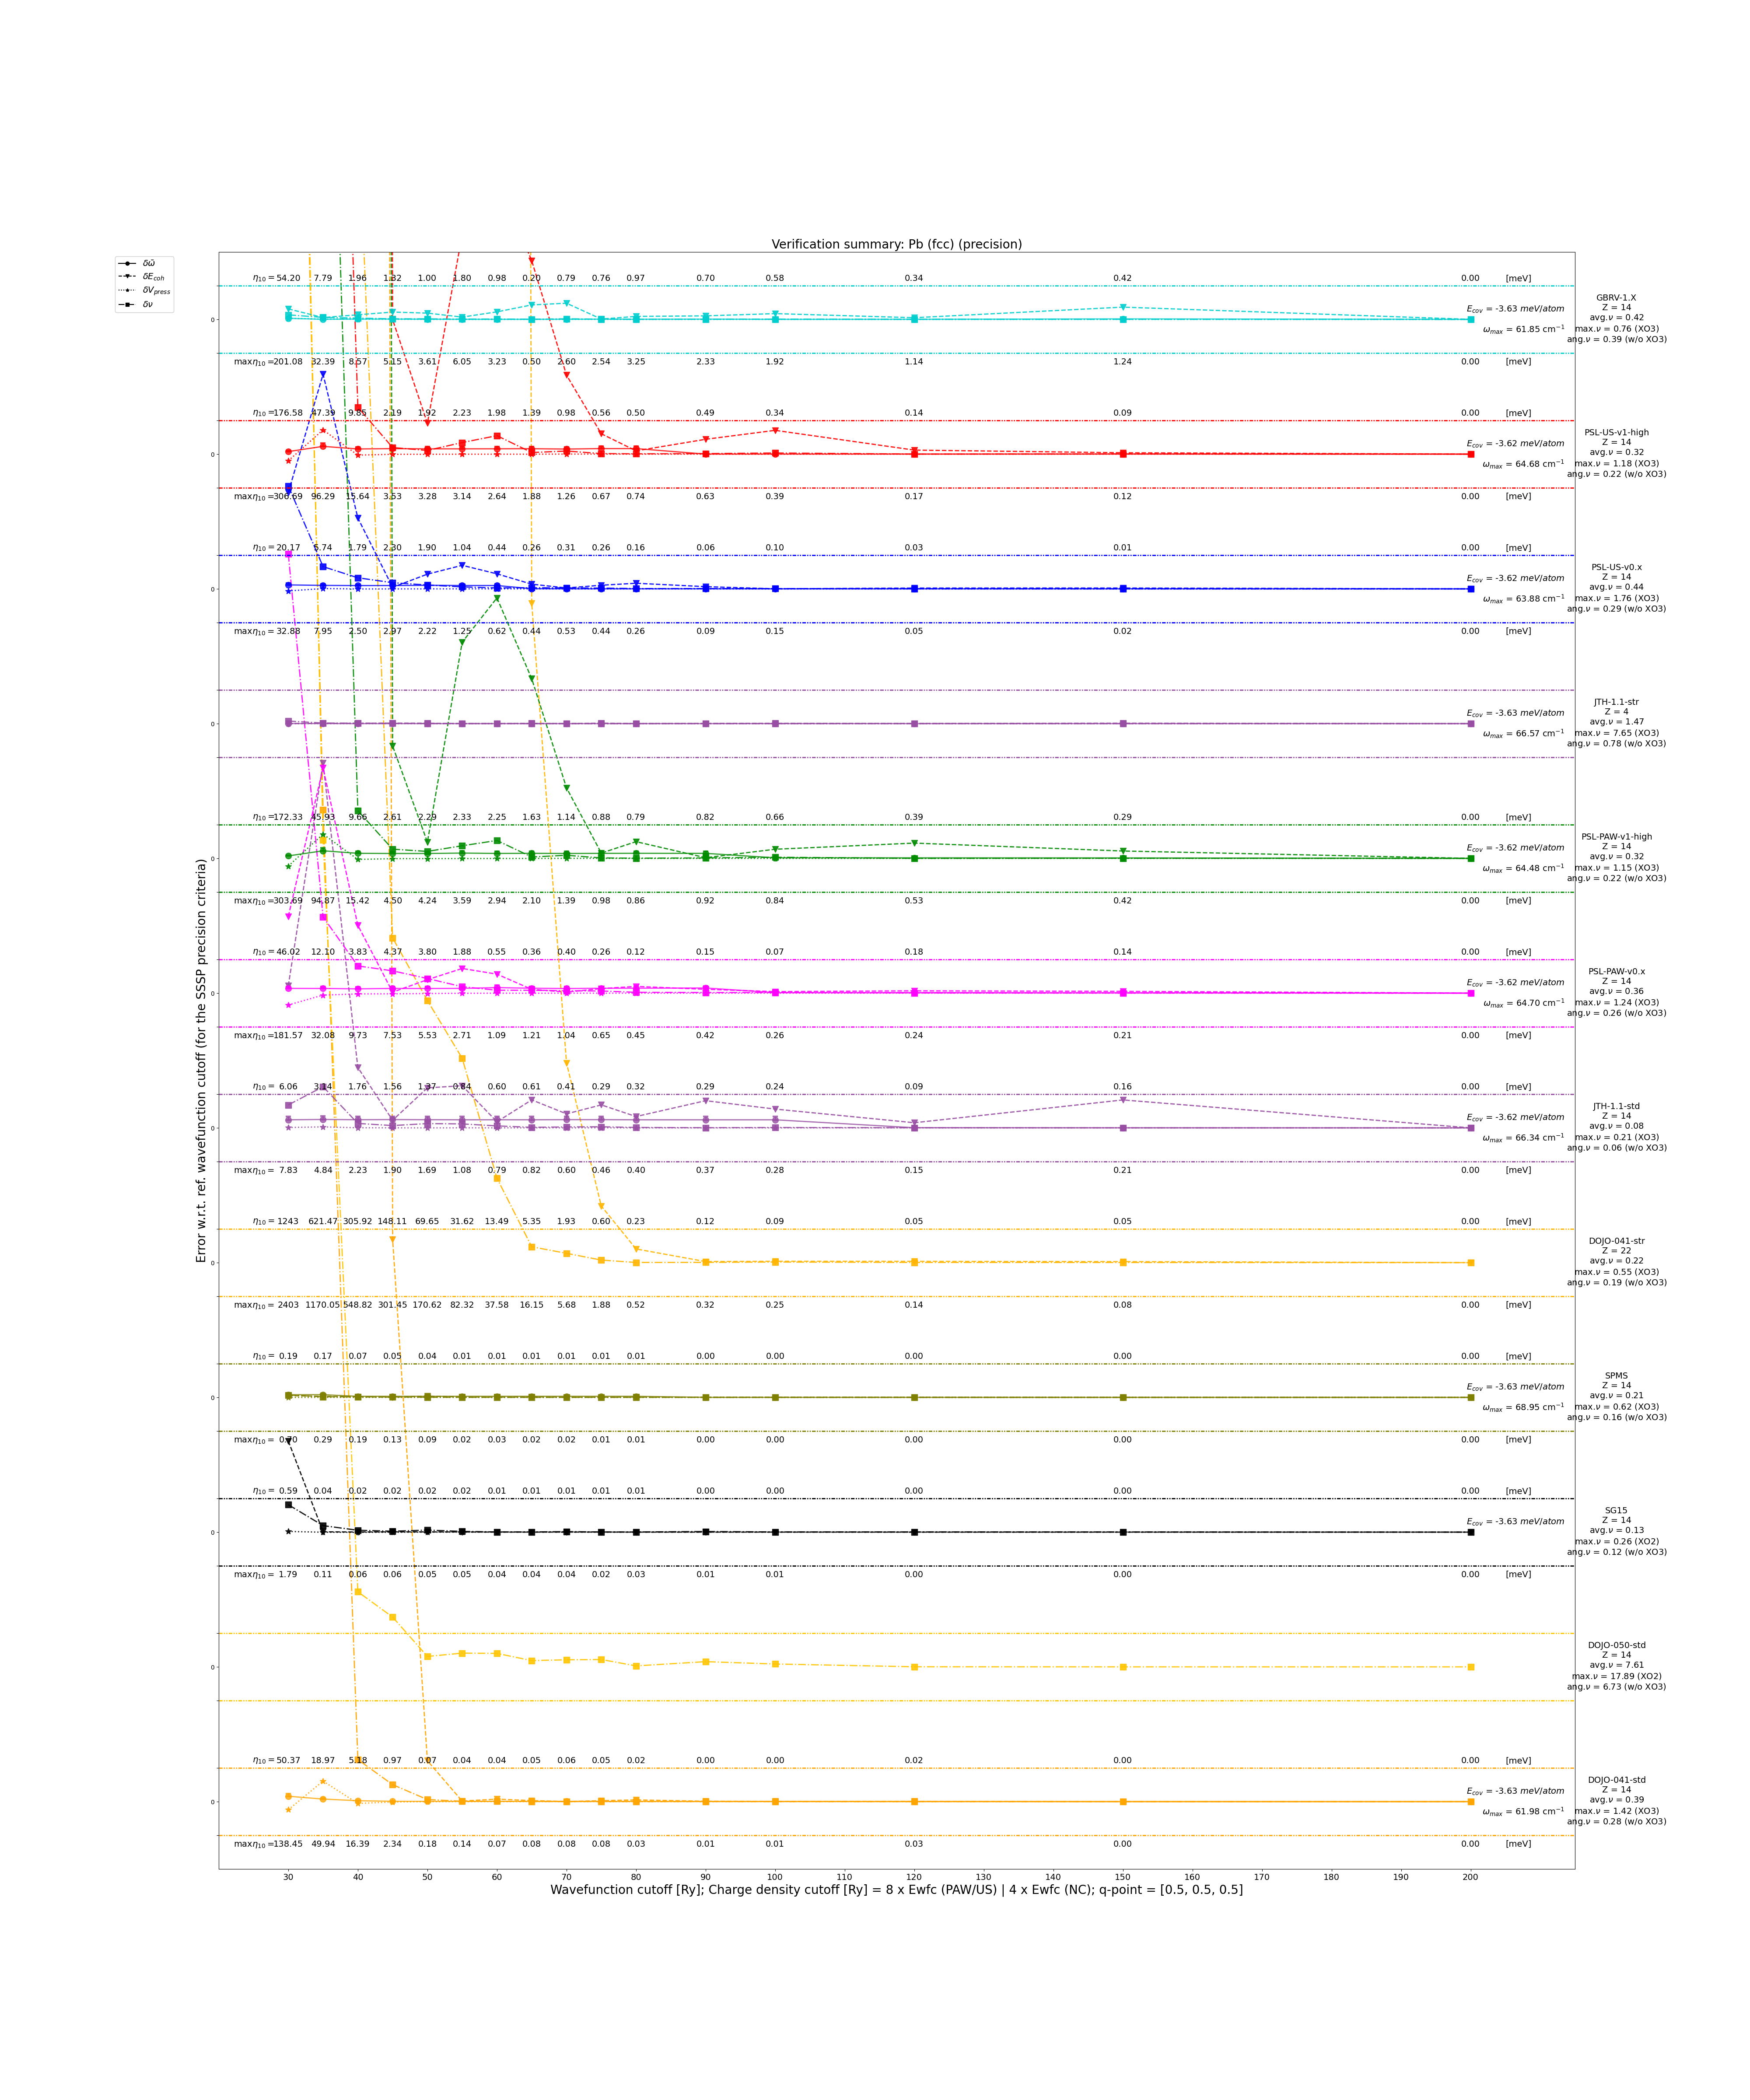 Verification summary: Pb (fcc) (precision)
δω̄
δE_coh
δV_press
δν
Error w.r.t. ref. wavefunction cutoff (for the SSSP precision criteria)
η₁₀ = 54.20 7.79 1.96 1.32 1.00 1.80 0.98 0.20 0.79 0.76 0.97 0.70 0.58 0.34 0.42 0.00 [meV]
0
E_cov = -3.63 meV/atom
ω_max = 61.85 cm⁻¹
GBRV-1.X
Z = 14
avg.ν = 0.42
max.ν = 0.76 (XO3)
ang.ν = 0.39 (w/o XO3)
maxη₁₀ = 201.08 32.39 8.57 5.15 3.61 6.05 3.23 0.50 2.60 2.54 3.25 2.33 1.92 1.14 1.24 0.00 [meV]
η₁₀ = 176.58 47.39 9.85 2.19 1.92 2.23 1.98 1.39 0.98 0.56 0.50 0.49 0.34 0.14 0.09 0.00 [meV]
0
E_cov = -3.62 meV/atom
ω_max = 64.68 cm⁻¹
PSL-US-v1-high
Z = 14
avg.ν = 0.32
max.ν = 1.18 (XO3)
ang.ν = 0.22 (w/o XO3)
maxη₁₀ = 306.69 96.29 15.64 3.53 3.28 3.14 2.64 1.88 1.26 0.67 0.74 0.63 0.39 0.17 0.12 0.00 [meV]
η₁₀ = 20.17 5.74 1.79 2.30 1.90 1.04 0.44 0.26 0.31 0.26 0.16 0.06 0.10 0.03 0.01 0.00 [meV]
0
E_cov = -3.62 meV/atom
ω_max = 63.88 cm⁻¹
PSL-US-v0.x
Z = 14
avg.ν = 0.44
max.ν = 1.76 (XO3)
ang.ν = 0.29 (w/o XO3)
maxη₁₀ = 32.88 7.95 2.50 2.97 2.22 1.25 0.62 0.44 0.53 0.44 0.26 0.09 0.15 0.05 0.02 0.00 [meV]
0
E_cov = -3.63 meV/atom
ω_max = 66.57 cm⁻¹
JTH-1.1-str
Z = 4
avg.ν = 1.47
max.ν = 7.65 (XO3)
ang.ν = 0.78 (w/o XO3)
η₁₀ = 172.33 45.93 9.66 2.61 2.29 2.33 2.25 1.63 1.14 0.88 0.79 0.82 0.66 0.39 0.29 0.00 [meV]
0
E_cov = -3.62 meV/atom
ω_max = 64.48 cm⁻¹
PSL-PAW-v1-high
Z = 14
avg.ν = 0.32
max.ν = 1.15 (XO3)
ang.ν = 0.22 (w/o XO3)
maxη₁₀ = 303.69 94.87 15.42 4.50 4.24 3.59 2.94 2.10 1.39 0.98 0.86 0.92 0.84 0.53 0.42 0.00 [meV]
η₁₀ = 46.02 12.10 3.83 4.37 3.80 1.88 0.55 0.36 0.40 0.26 0.12 0.15 0.07 0.18 0.14 0.00 [meV]
0
E_cov = -3.62 meV/atom
ω_max = 64.70 cm⁻¹
PSL-PAW-v0.x
Z = 14
avg.ν = 0.36
max.ν = 1.24 (XO3)
ang.ν = 0.26 (w/o XO3)
maxη₁₀ = 181.57 32.08 9.73 7.53 5.53 2.71 1.09 1.21 1.04 0.65 0.45 0.42 0.26 0.24 0.21 0.00 [meV]
η₁₀ = 6.06 3.14 1.76 1.56 1.37 0.84 0.60 0.61 0.41 0.29 0.32 0.29 0.24 0.09 0.16 0.00 [meV]
0
E_cov = -3.62 meV/atom
ω_max = 66.34 cm⁻¹
JTH-1.1-std
Z = 14
avg.ν = 0.08
max.ν = 0.21 (XO3)
ang.ν = 0.06 (w/o XO3)
maxη₁₀ = 7.83 4.84 2.23 1.90 1.69 1.08 0.79 0.82 0.60 0.46 0.40 0.37 0.28 0.15 0.21 0.00 [meV]
η₁₀ = 1243 621.47 305.92 148.11 69.65 31.62 13.49 5.35 1.93 0.60 0.23 0.12 0.09 0.05 0.05 0.00 [meV]
0
DOJO-041-str
Z = 22
avg.ν = 0.22
max.ν = 0.55 (XO3)
ang.ν = 0.19 (w/o XO3)
maxη₁₀ = 2403 1170.05 548.82 301.45 170.62 82.32 37.58 16.15 5.68 1.88 0.52 0.32 0.25 0.14 0.08 0.00 [meV]
η₁₀ = 0.19 0.17 0.07 0.05 0.04 0.01 0.01 0.01 0.01 0.01 0.01 0.00 0.00 0.00 0.00 0.00 [meV]
0
E_cov = -3.63 meV/atom
ω_max = 68.95 cm⁻¹
SPMS
Z = 14
avg.ν = 0.21
max.ν = 0.62 (XO3)
ang.ν = 0.16 (w/o XO3)
maxη₁₀ = 0.29 0.19 0.13 0.09 0.02 0.03 0.02 0.02 0.01 0.01 0.00 0.00 0.00 0.00 0.00 [meV]
η₁₀ = 0.59 0.04 0.02 0.02 0.02 0.02 0.01 0.01 0.01 0.01 0.01 0.00 0.00 0.00 0.00 0.00 [meV]
0
E_cov = -3.63 meV/atom
SG15
Z = 14
avg.ν = 0.13
max.ν = 0.26 (XO2)
ang.ν = 0.12 (w/o XO3)
maxη₁₀ = 1.79 0.11 0.06 0.06 0.05 0.05 0.04 0.04 0.04 0.02 0.03 0.01 0.01 0.00 0.00 0.00 [meV]
0
DOJO-050-std
Z = 14
avg.ν = 7.61
max.ν = 17.89 (XO2)
ang.ν = 6.73 (w/o XO3)
η₁₀ = 50.37 18.97 5.18 0.97 0.07 0.04 0.04 0.05 0.06 0.05 0.02 0.00 0.00 0.02 0.00 0.00 [meV]
0
E_cov = -3.63 meV/atom
ω_max = 61.98 cm⁻¹
DOJO-041-std
Z = 14
avg.ν = 0.39
max.ν = 1.42 (XO3)
ang.ν = 0.28 (w/o XO3)
maxη₁₀ = 138.45 49.94 16.39 2.34 0.18 0.14 0.07 0.08 0.08 0.08 0.03 0.01 0.01 0.03 0.00 0.00 [meV]
30 40 50 60 70 80 90 100 110 120 130 140 150 160 170 180 190 200
Wavefunction cutoff [Ry]; Charge density cutoff [Ry] = 8 x Ewfc (PAW/US) | 4 x Ewfc (NC); q-point = [0.5, 0.5, 0.5]